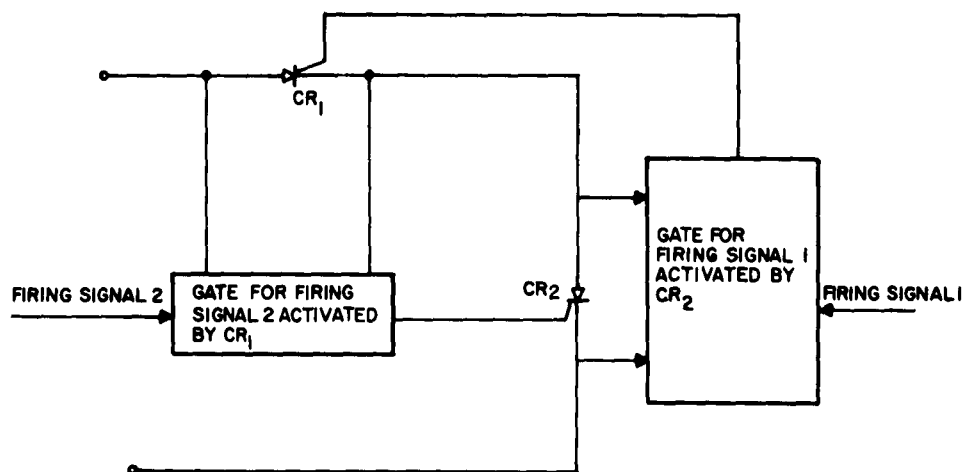 CR1
GATE FOR
FIRING SIGNAL 1
ACTIVATED BY
CR2
CR2
FIRING SIGNAL 2
GATE FOR FIRING
SIGNAL 2 ACTIVATED
BY CR1
FIRING SIGNAL 1